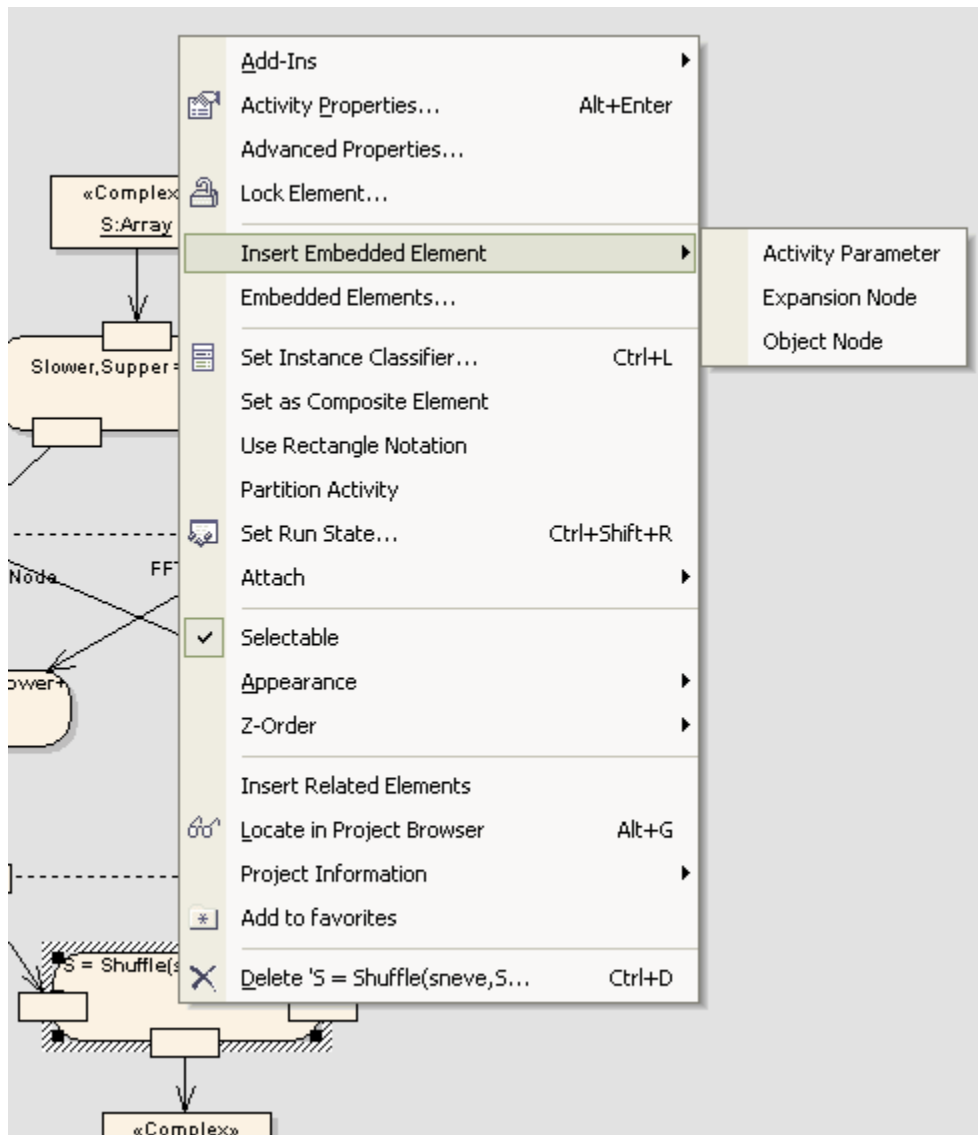 Add-Ins
Activity Properties... Alt+Enter
Advanced Properties...
Lock Element...
Insert Embedded Element
Embedded Elements...
Set Instance Classifier... Ctrl+L
Set as Composite Element
Use Rectangle Notation
Partition Activity
Set Run State... Ctrl+Shift+R
Attach
Selectable
Appearance
Z-Order
Insert Related Elements
Locate in Project Browser Alt+G
Project Information
Add to favorites
Delete 'S = Shuffle(sneve,S... Ctrl+D
Activity Parameter
Expansion Node
Object Node
«Complex
S:Array
Slower,Supper=
Node
FF
ower+
S = Shuffle(s
«Complex»